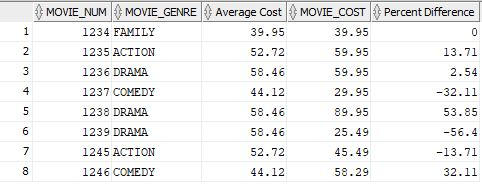 MOVIE_NUM MOVIE_GENRE Average Cost MOVIE_COST Percent Difference
1 1234 FAMILY 39.95 39.95 0
2 1235 ACTION 52.72 59.95 13.71
3 1236 DRAMA 58.46 59.95 2.54
4 1237 COMEDY 44.12 29.95 -32.11
5 1238 DRAMA 58.46 89.95 53.85
6 1239 DRAMA 58.46 25.49 -56.4
7 1245 ACTION 52.72 45.49 -13.71
8 1246 COMEDY 44.12 58.29 32.11